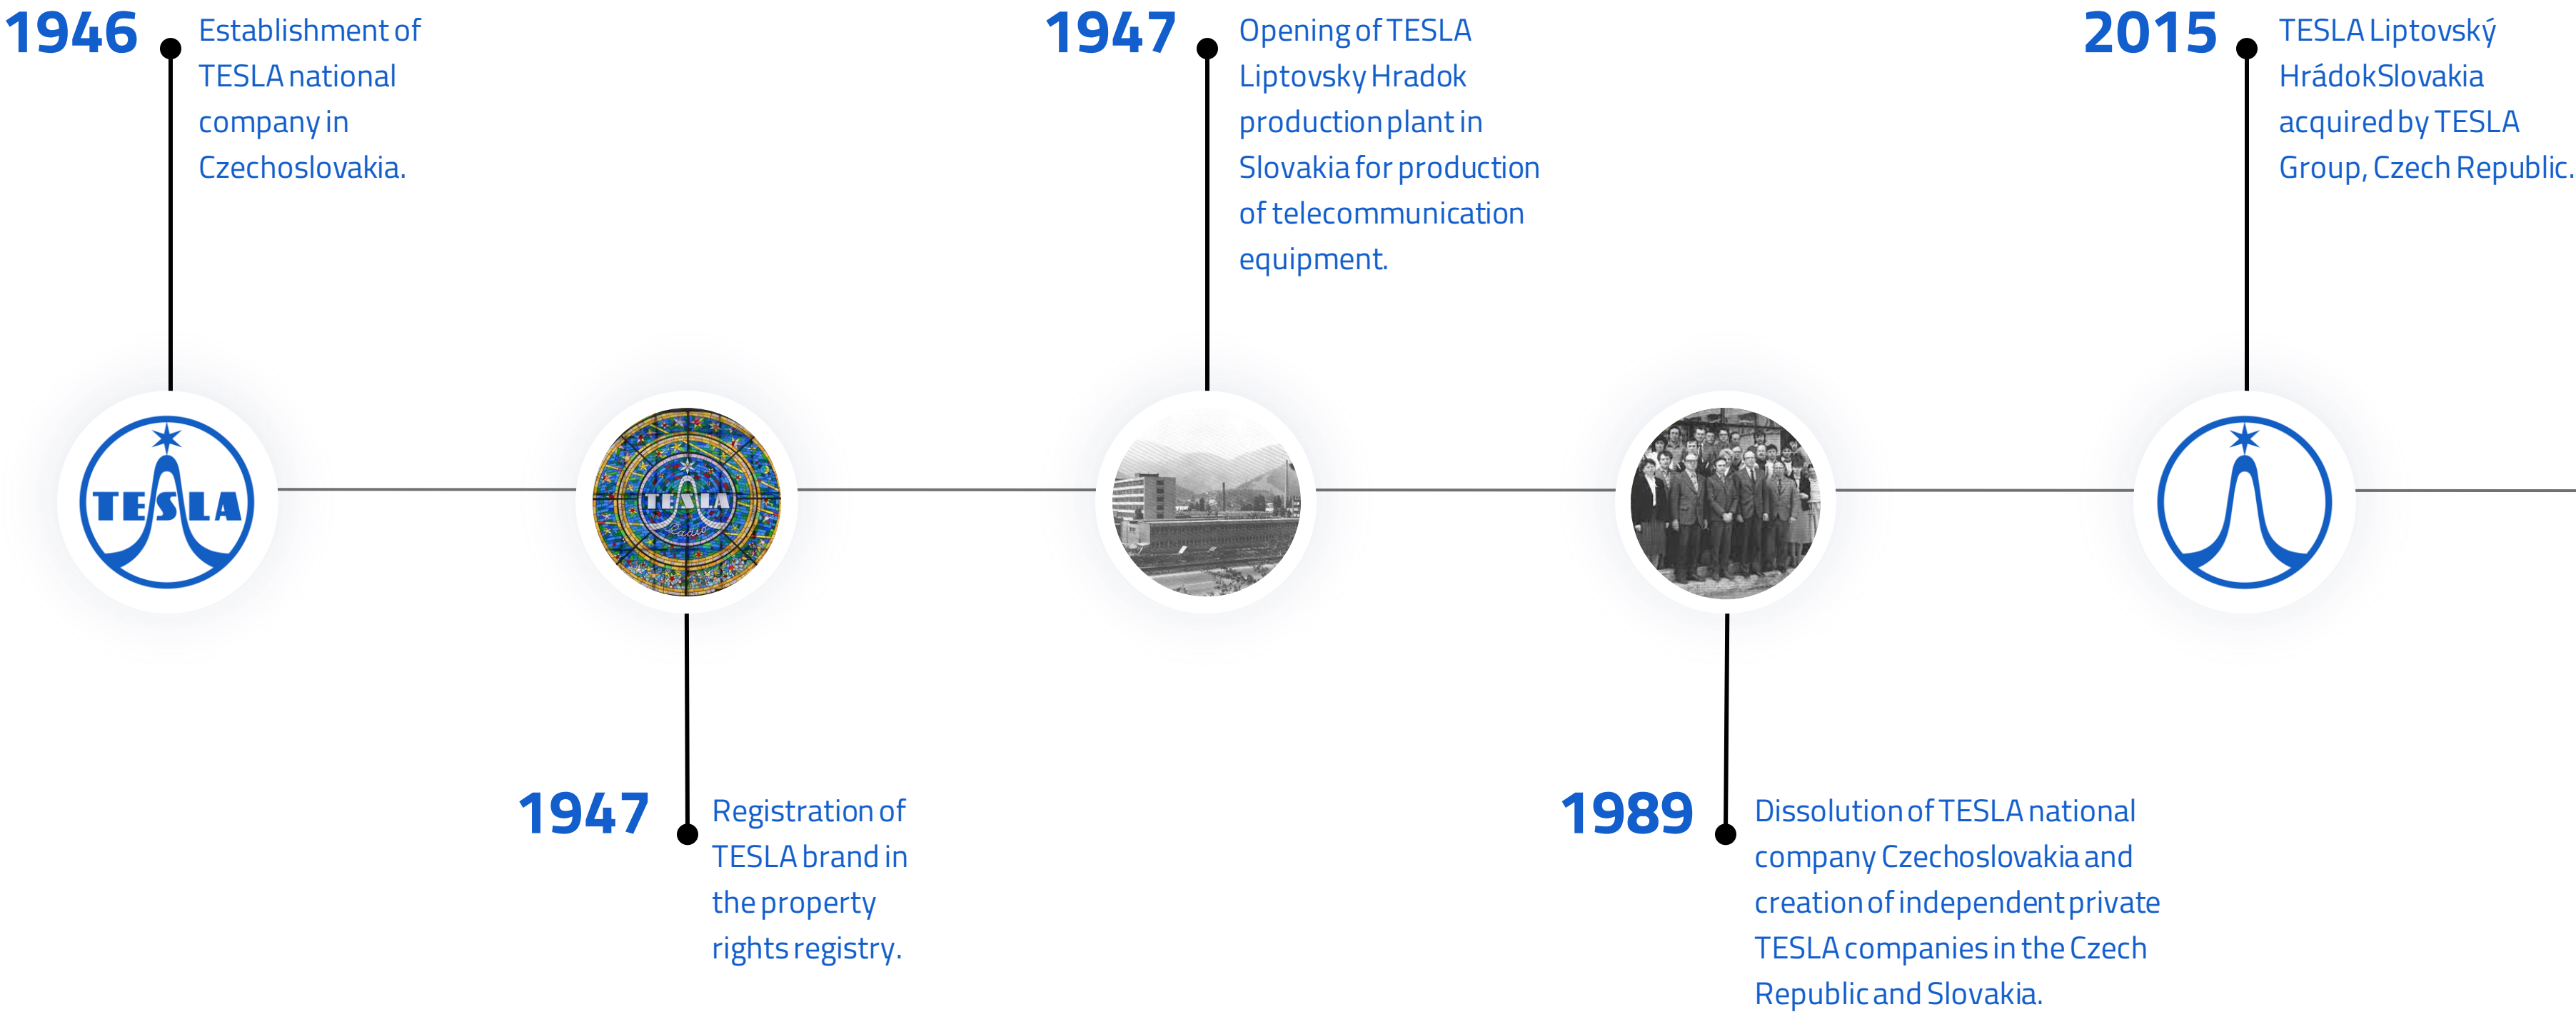 1946
Establishment of
TESLA national
company in
Czechoslovakia.
TESLA
1947
Registration of
TESLA brand in
the property
rights registry.
TESLA
Radio
1947
Opening of TESLA
Liptovsky Hradok
production plant in
Slovakia for production
of telecommunication
equipment.
1989
Dissolution of TESLA national
company Czechoslovakia and
creation of independent private
TESLA companies in the Czech
Republic and Slovakia.
2015
TESLA Liptovský
HrádokSlovakia
acquired by TESLA
Group, Czech Republic.